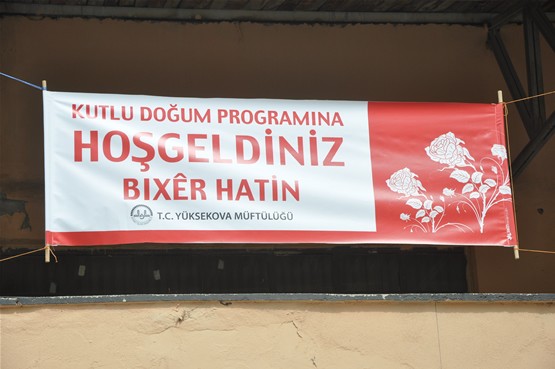 KUTLU DOĞUM PROGRAMINA
HOŞGELDİNİZ
BIXÊR HATİN
T.C. YÜKSEKOVA MÜFTÜLÜĞÜ